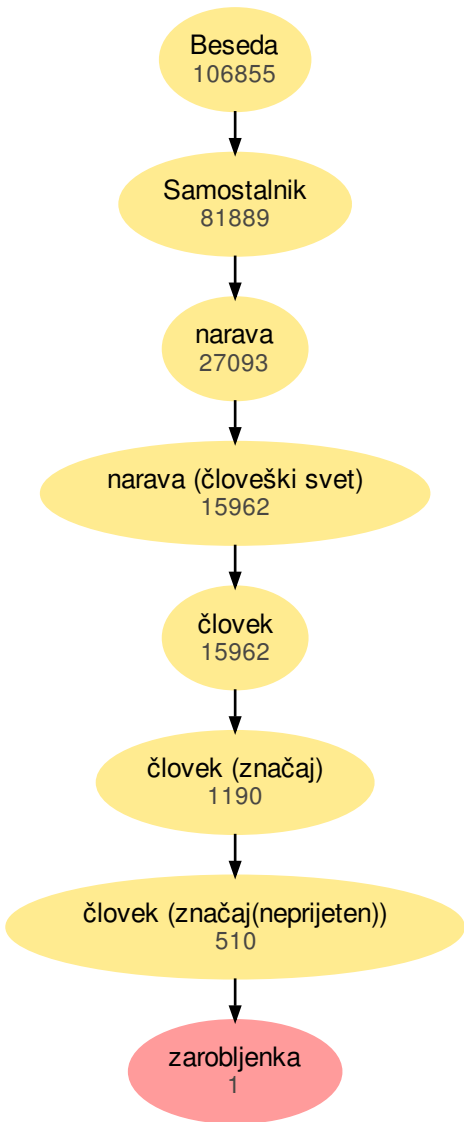 Beseda
106855
Samostalnik
81889
narava
27093
narava (človeški svet)
15962
človek
15962
človek (značaj)
1190
človek (značaj(neprijeten))
510
zarobljenka
1